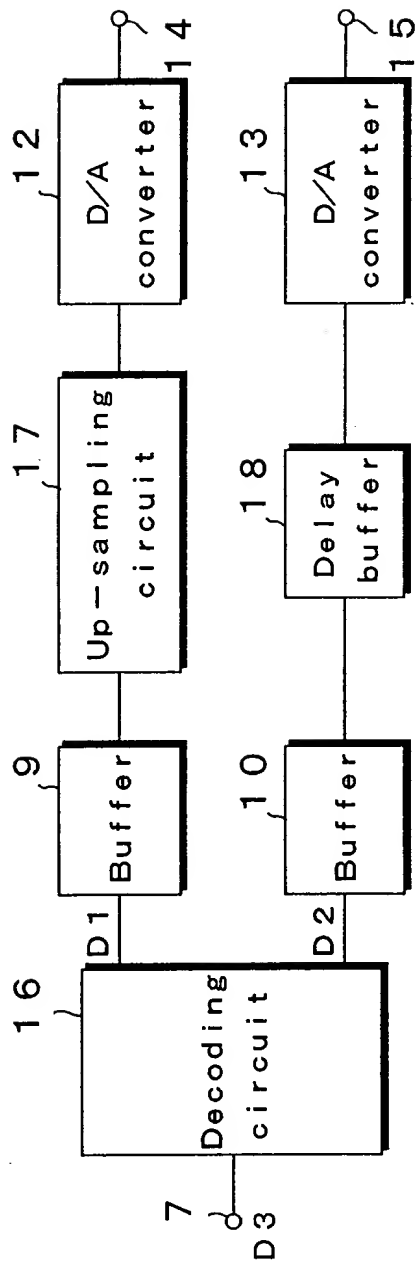 7
D3
16
Decoding
circuit
D1
D2
9
Buffer
10
Buffer
17
Up-sampling
circuit
18
Delay
buffer
12
D/A
converter
13
D/A
converter
14
15